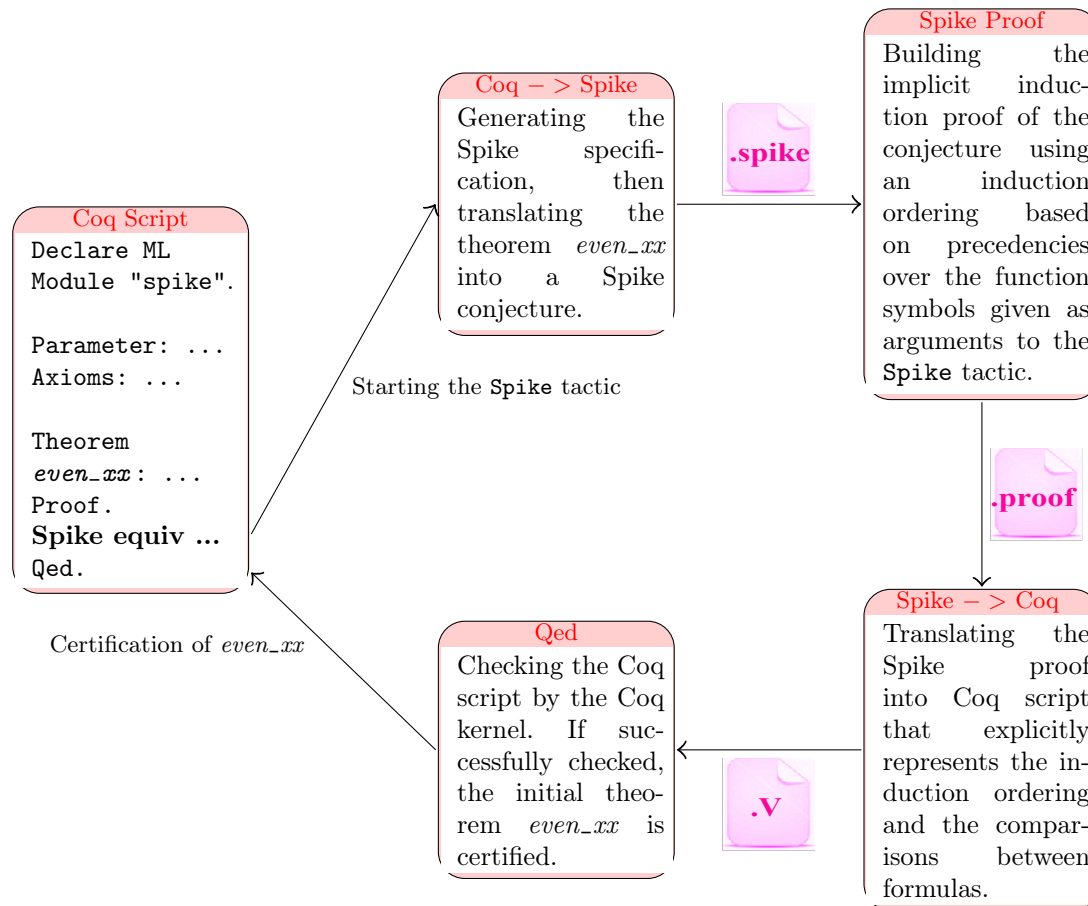 Coq Script
Declare ML
Module "spike".
Parameter: ...
Axioms: ...
Theorem
even_xx: ...
Proof.
Spike equiv ...
Qed.
Starting the Spike tactic
Coq − > Spike
Generating the
Spike specifi-
cation, then
translating the
theorem even_xx
into a Spike
conjecture.
.spike
Spike Proof
Building the
implicit induc-
tion proof of the
conjecture using
an induction
ordering based
on precedencies
over the function
symbols given as
arguments to the
Spike tactic.
.proof
Spike − > Coq
Translating the
Spike proof
into Coq script
that explicitly
represents the in-
duction ordering
and the compar-
isons between
formulas.
.V
Qed
Checking the Coq
script by the Coq
kernel. If suc-
cessfully checked,
the initial theo-
rem even_xx is
certified.
Certification of even_xx